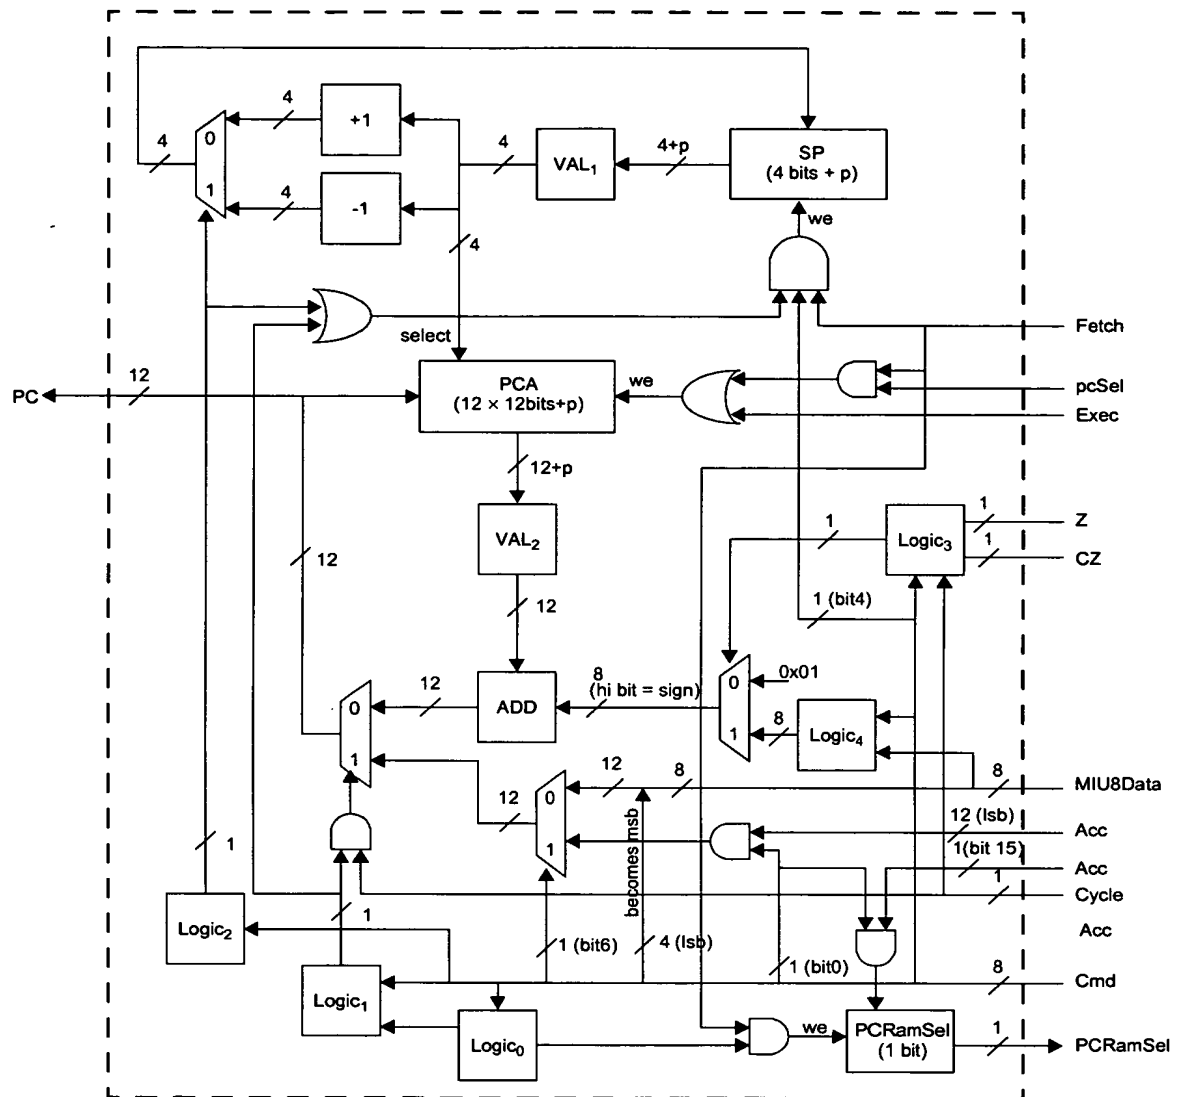 4
+1
0
4
4
VAL₁
4+p
SP
(4 bits + p)
1
4
-1
4
we
select
Fetch
PC
12
PCA
(12 × 12bits+p)
we
pcSel
Exec
12+p
VAL₂
12
12
1
Logic₃
1
Z
1
CZ
1 (bit4)
8
(hi bit = sign)
0
0x01
12
0
ADD
1
8
Logic₄
1
12
0
12
8
8
MIU8Data
becomes msb
12 (lsb)
Acc
1
1(bit 15)
Acc
1
1
Cycle
Logic₂
1
Acc
1 (bit6)
4 (lsb)
1 (bit0)
8
Cmd
Logic₁
Logic₀
we
PCRamSel
(1 bit)
1
PCRamSel